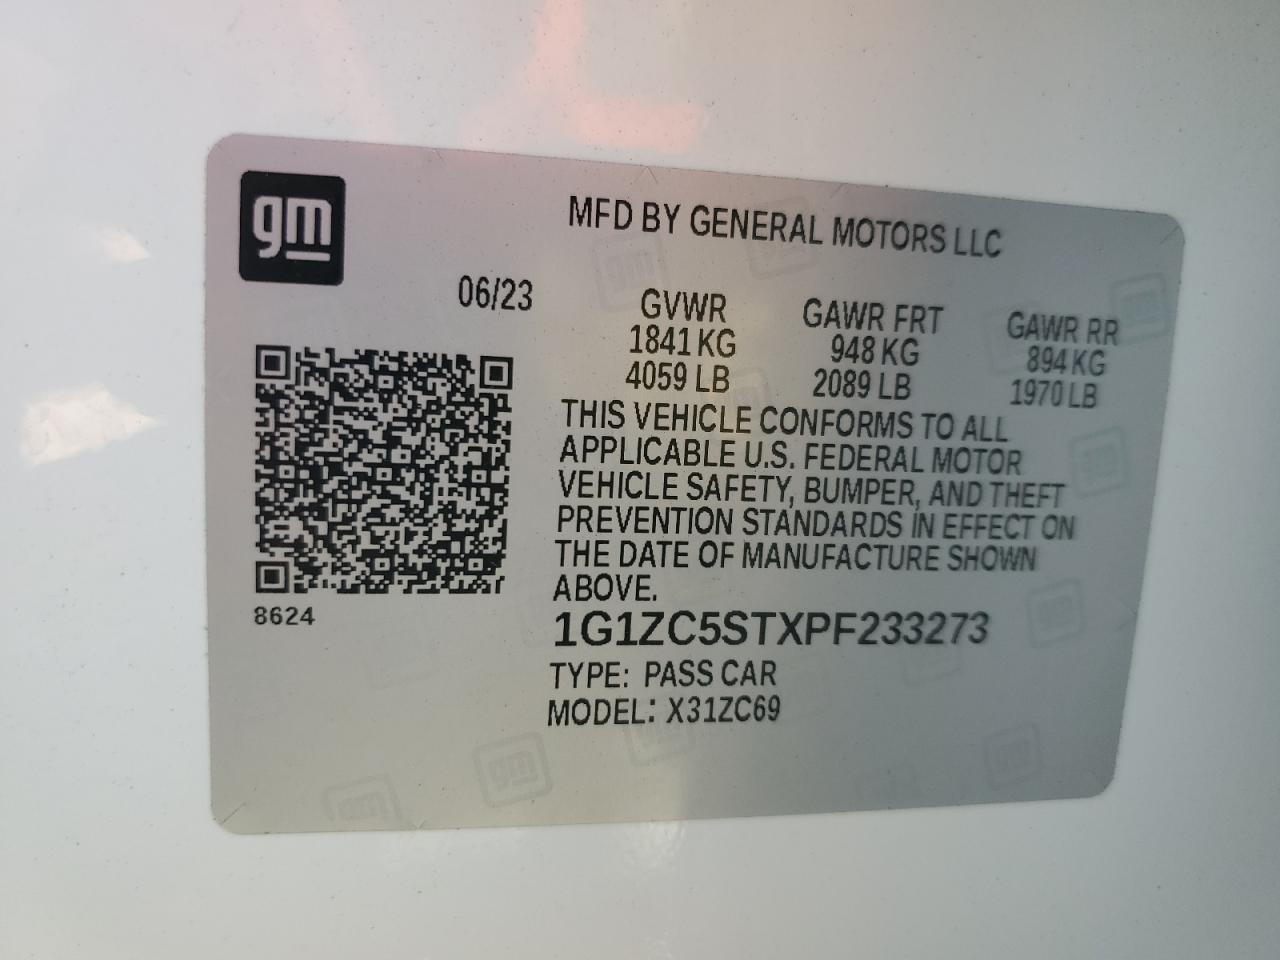 gm
MFD BY GENERAL MOTORS LLC
06/23
GVWR GAWR FRT GAWR RR
1841 KG 948 KG 894 KG
4059 LB 2089 LB 1970 LB
THIS VEHICLE CONFORMS TO ALL
APPLICABLE U.S. FEDERAL MOTOR
VEHICLE SAFETY, BUMPER, AND THEFT
PREVENTION STANDARDS IN EFFECT ON
THE DATE OF MANUFACTURE SHOWN
ABOVE.
8624
1G1ZC5STXPF233273
TYPE: PASS CAR
MODEL: X31ZC69